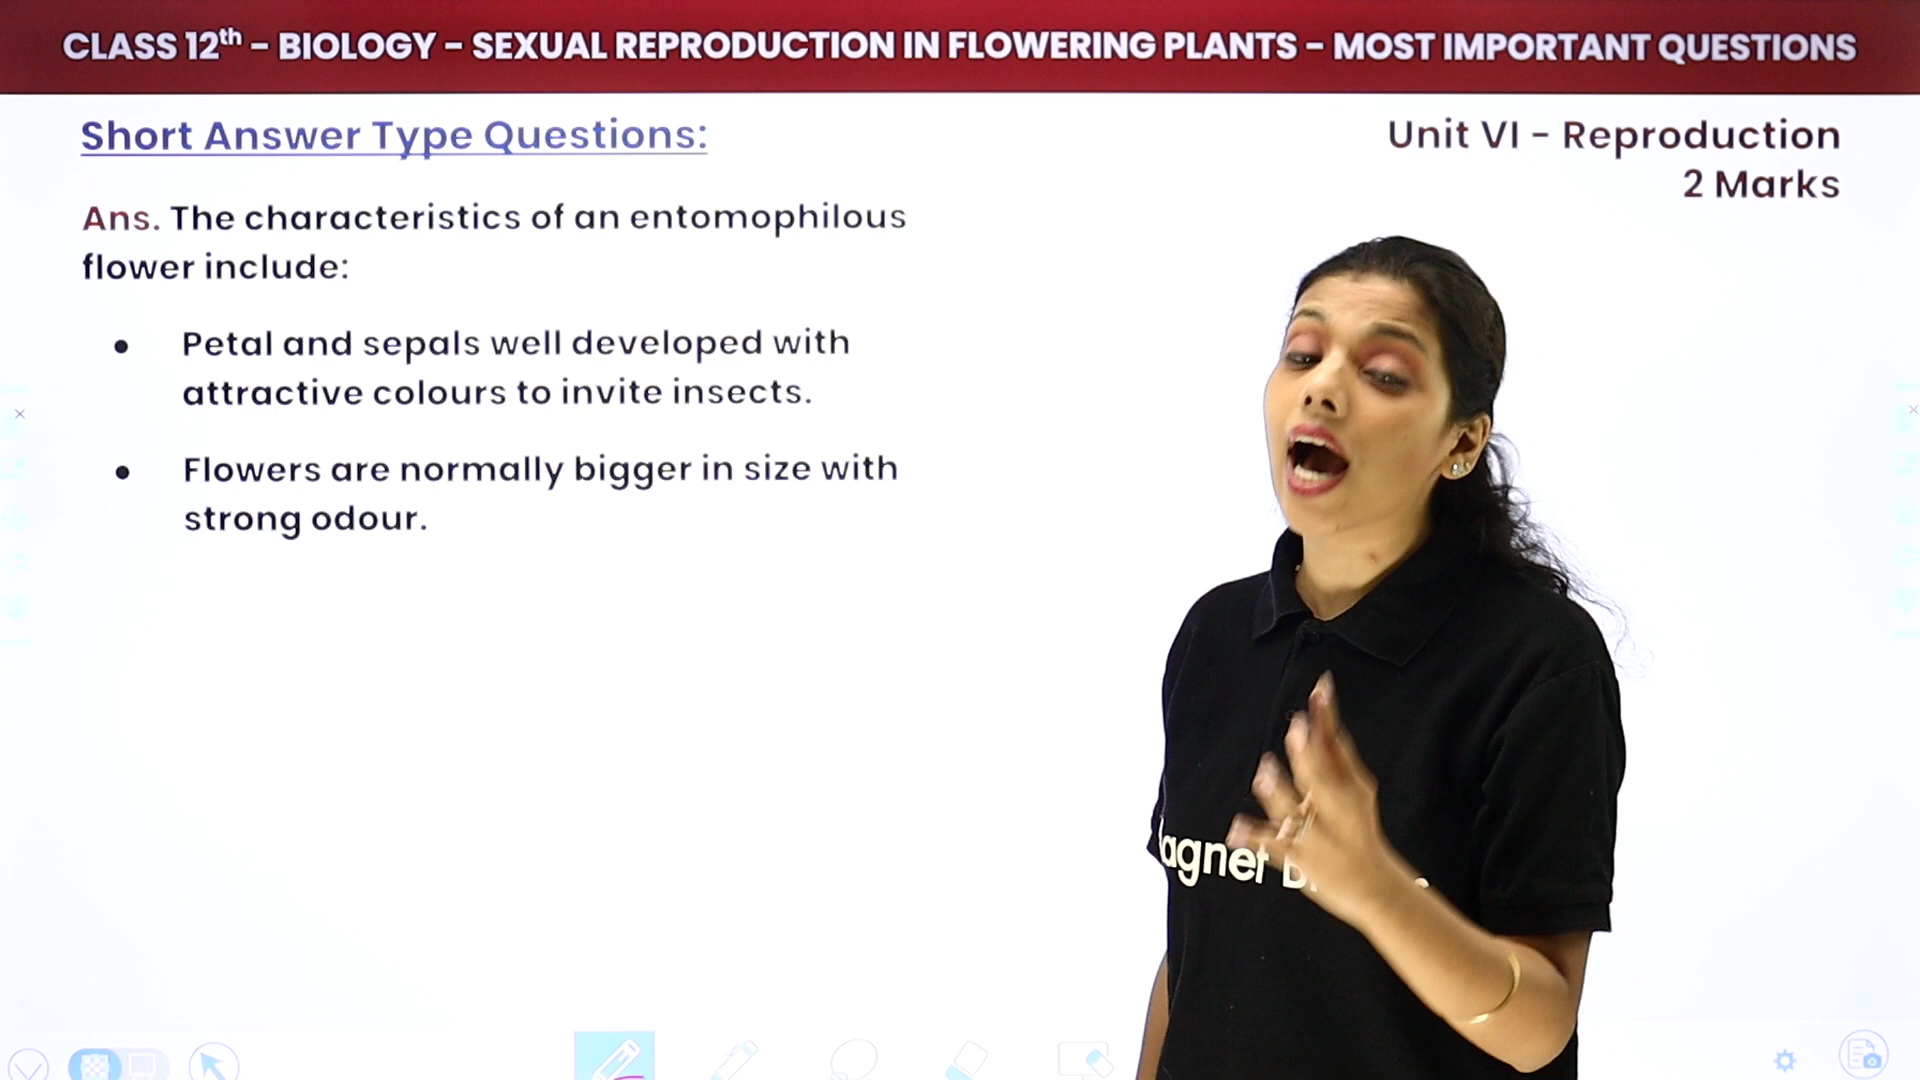 CLASS 12th – BIOLOGY – SEXUAL REPRODUCTION IN FLOWERING PLANTS – MOST IMPORTANT QUESTIONS
Short Answer Type Questions:
Unit VI – Reproduction
2 Marks
Ans. The characteristics of an entomophilous
flower include:
• Petal and sepals well developed with
attractive colours to invite insects.
• Flowers are normally bigger in size with
strong odour.
agnet